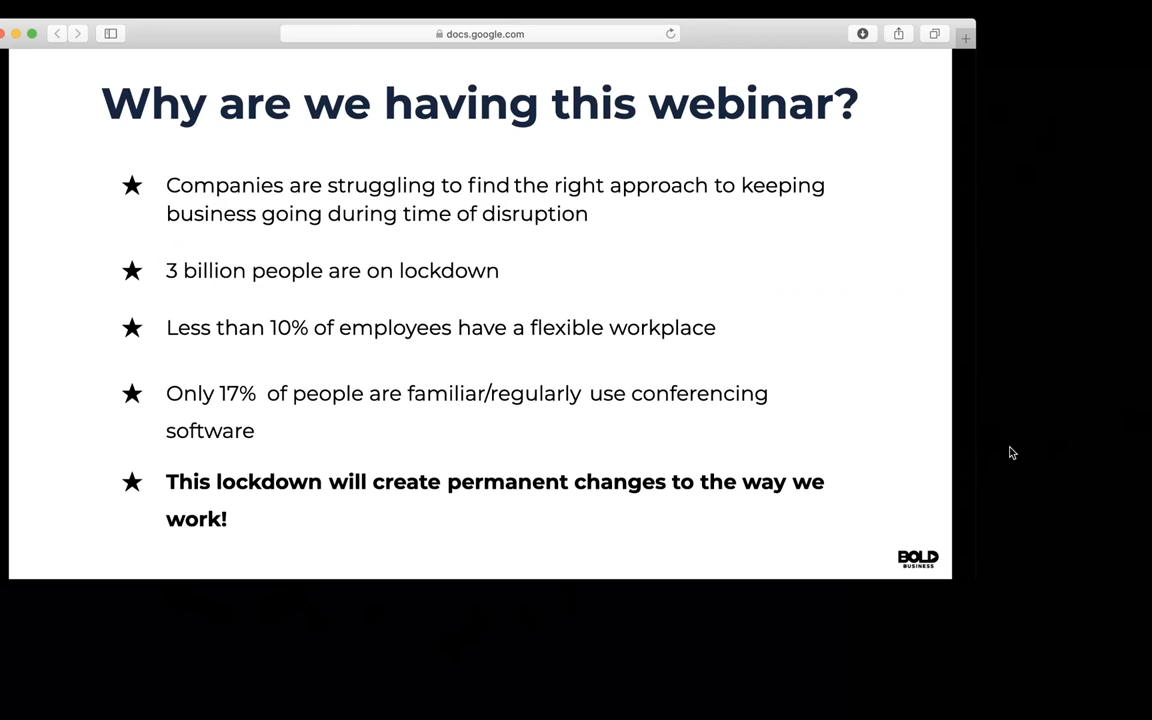 docs.google.com
Why are we having this webinar?
★ Companies are struggling to find the right approach to keeping
business going during time of disruption
★ 3 billion people are on lockdown
★ Less than 10% of employees have a flexible workplace
★ Only 17% of people are familiar/regularly use conferencing
software
★ This lockdown will create permanent changes to the way we
work!
BOLD
BUSINESS